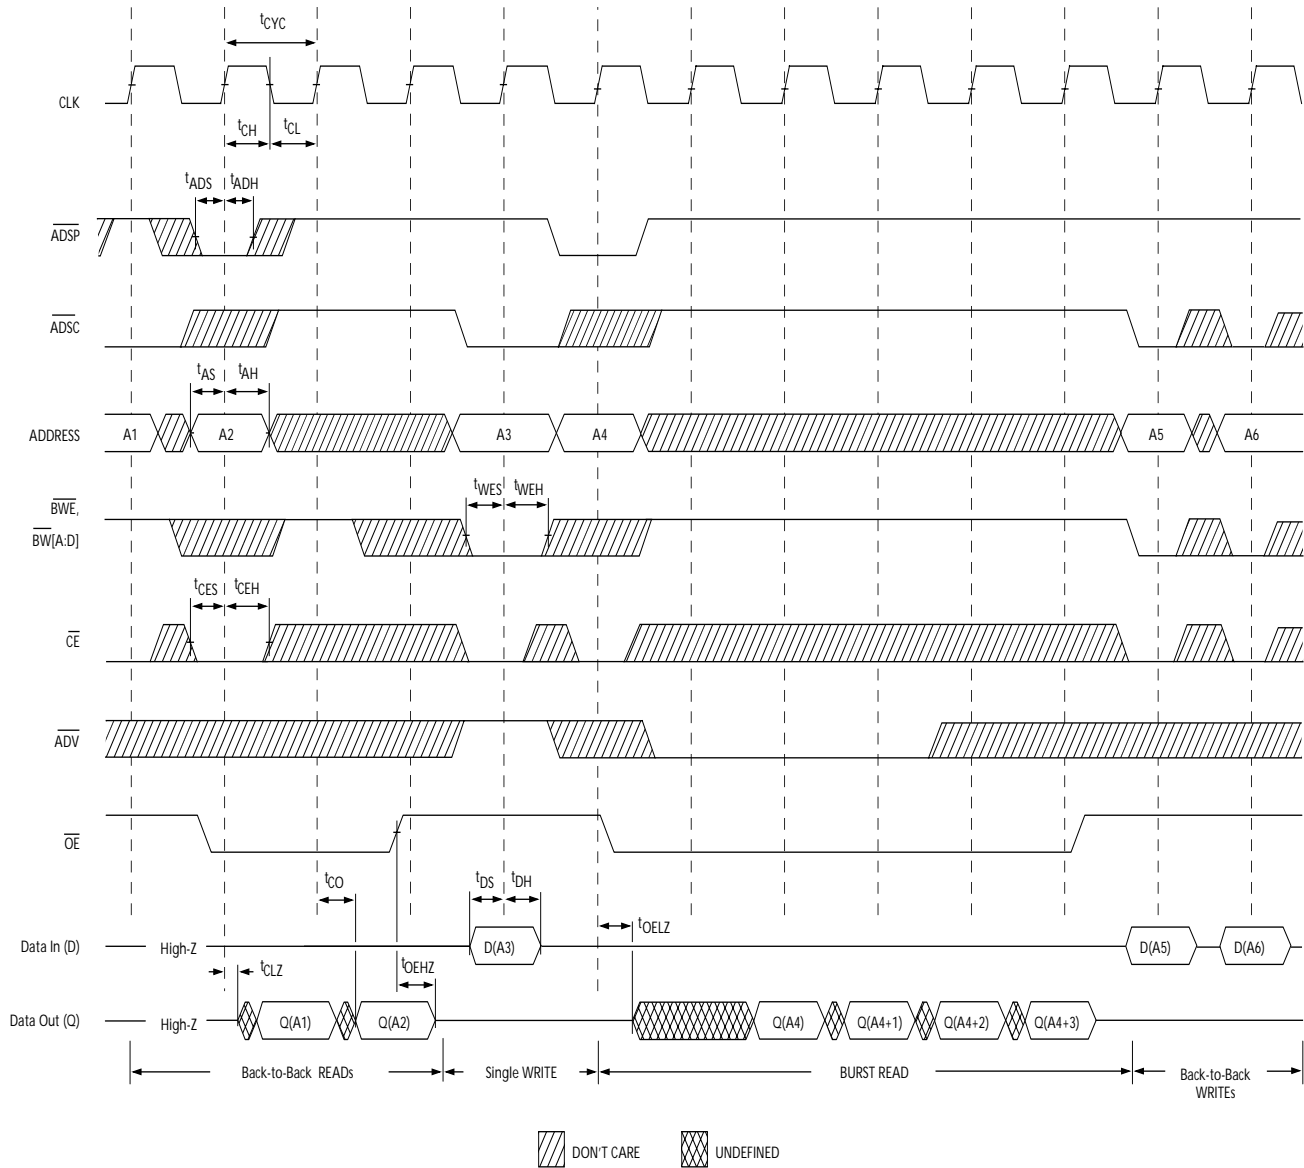 tCYC
CLK
tCH tCL
tADS tADH
ADSP
ADSC
tAS tAH
ADDRESS A1 A2 A3 A4 A5 A6
tWES tWEH
BWE,
BW[A:D]
tCES tCEH
CE
ADV
OE
tCO tDS tDH
tOELZ
Data In (D) High-Z D(A3) D(A5) D(A6)
tCLZ tOEHZ
Data Out (Q) High-Z Q(A1) Q(A2) Q(A4) Q(A4+1) Q(A4+2) Q(A4+3)
Back-to-Back READs Single WRITE BURST READ Back-to-Back
WRITEs
DON'T CARE UNDEFINED